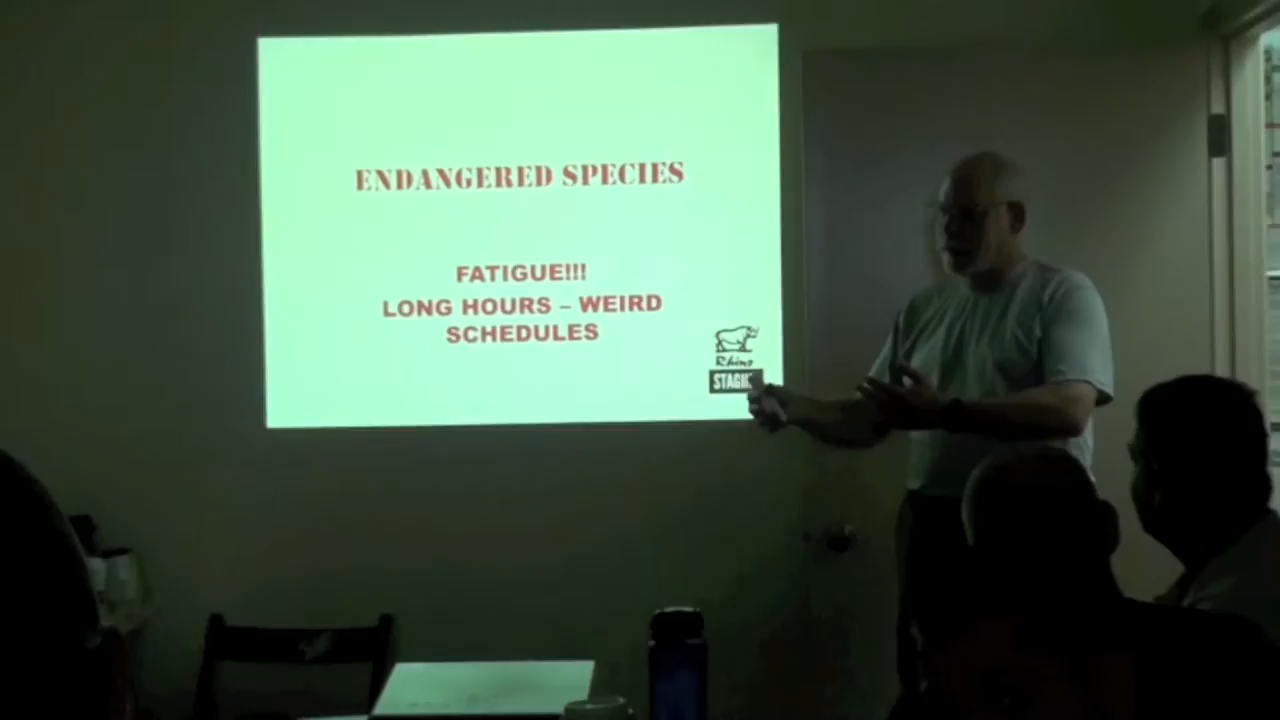 ENDANGERED SPECIES
FATIGUE!!!
LONG HOURS – WEIRD
SCHEDULES
Rhino